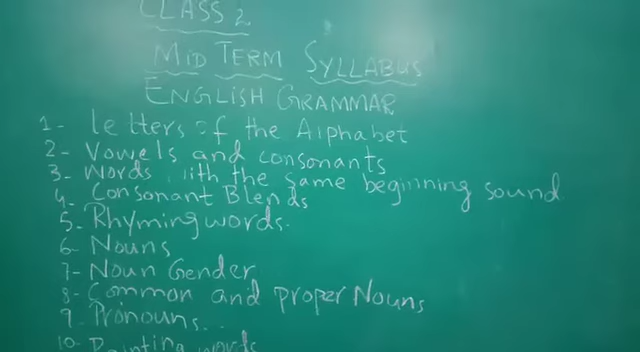 CLASS 2
MID TERM SYLLABUS
ENGLISH GRAMMAR
1- letters of the Alphabet
2- Vowels and consonants
3- Words with the same beginning sound
4- Consonant Blends
5- Rhyming words.
6- Nouns
7- Noun Gender
8- Common and proper Nouns
9- Pronouns..
10- Pointing words